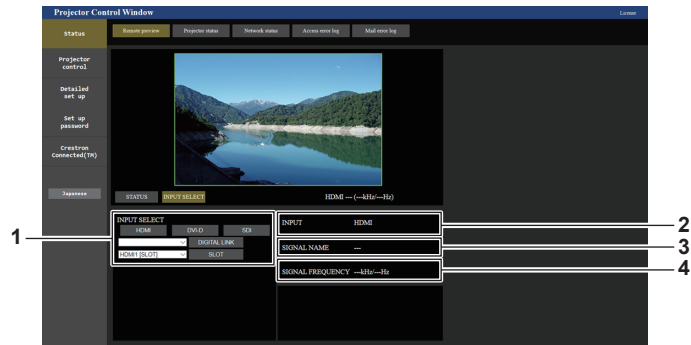 Projector Control Window
License
Status
Remote preview
Projector status
Network status
Access error log
Mail error log
Projector
control
Detailed
set up
Set up
password
Crestron
Connected(TM)
Japanese
STATUS
INPUT SELECT
HDMI --- (---kHz/---Hz)
1
INPUT SELECT
HDMI
DVI-D
SDI
DIGITAL LINK
HDMI1 [SLOT]
SLOT
INPUT HDMI
2
SIGNAL NAME ---
3
SIGNAL FREQUENCY ---kHz/---Hz
4